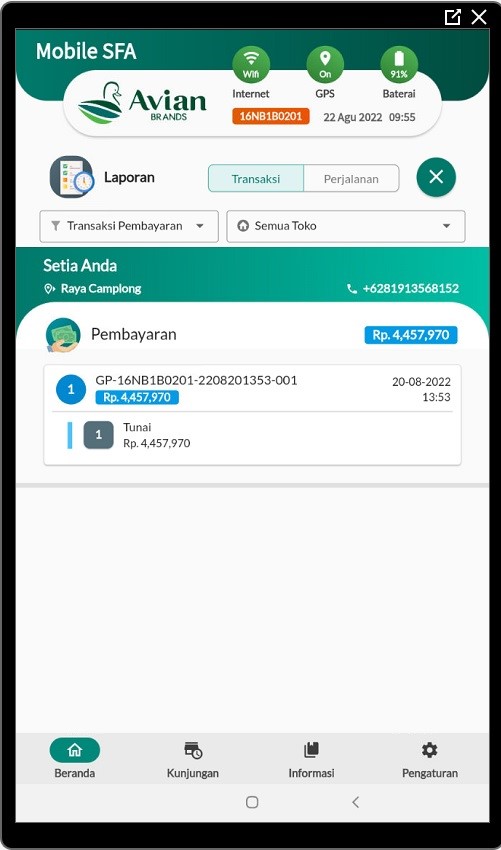 Mobile SFA
Wifi
On
91%
Internet
GPS
Baterai
Avian
BRANDS
16NB1B0201
22 Agu 2022 09:55
Laporan
Transaksi
Perjalanan
Transaksi Pembayaran
Semua Toko
Setia Anda
Raya Camplong
+6281913568152
Pembayaran
Rp. 4,457,970
1
GP-16NB1B0201-2208201353-001
20-08-2022
Rp. 4,457,970
13:53
1
Tunai
Rp. 4,457,970
Beranda
Kunjungan
Informasi
Pengaturan